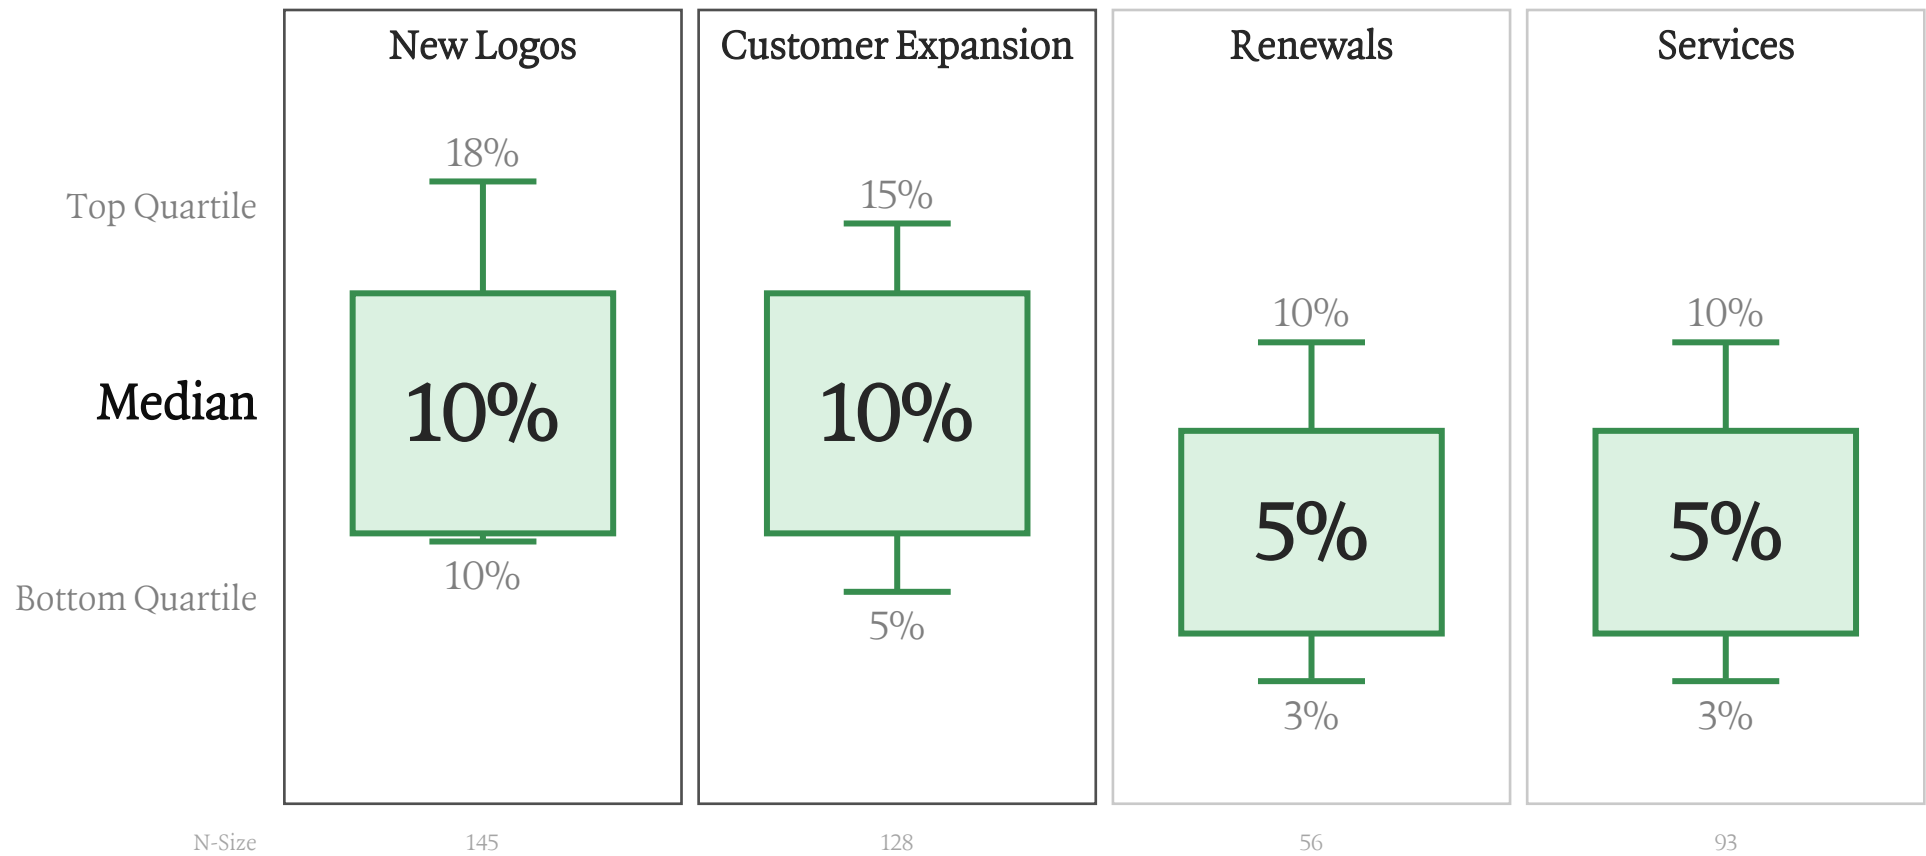 New Logos Customer Expansion Renewals Services
18%
15%
Top Quartile
10% 10%
Median 10% 10% 5% 5%
10%
Bottom Quartile
5%
3% 3%
N-Size 145 128 56 93